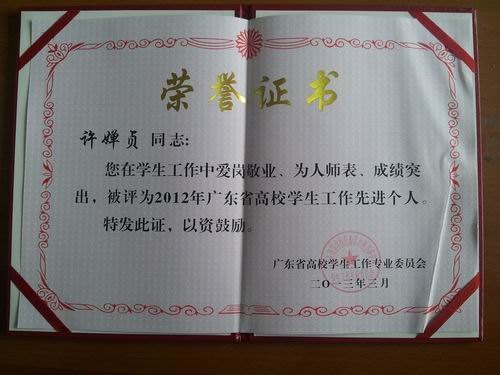 荣誉证书
许婵贞 同志:
您在学生工作中爱岗敬业、为人师表、成绩突
出，被评为2012年广东省高校学生工作先进个人。
特发此证，以资鼓励。
广东省高校学生工作专业委员会
二〇一三年三月